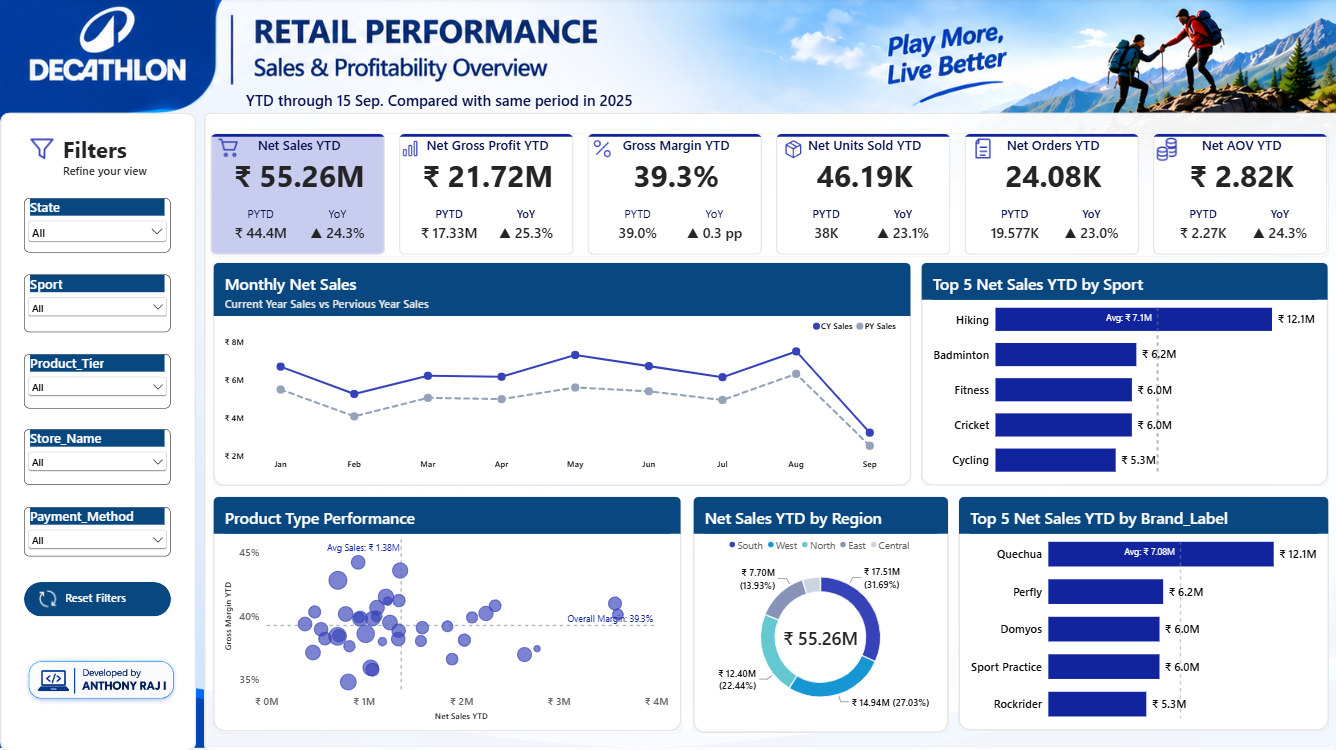 DECATHLON
RETAIL PERFORMANCE
Sales & Profitability Overview
YTD through 15 Sep. Compared with same period in 2025
Play More,
Live Better
Filters
Refine your view
State
All
Sport
All
Product_Tier
All
Store_Name
All
Payment_Method
All
Reset Filters
</>
Developed by
ANTHONY RAJ I
Net Sales YTD
₹ 55.26M
PYTD YoY
₹ 44.4M ▲ 24.3%
Net Gross Profit YTD
₹ 21.72M
PYTD YoY
₹ 17.33M ▲ 25.3%
Gross Margin YTD
39.3%
PYTD YoY
39.0% ▲ 0.3 pp
Net Units Sold YTD
46.19K
PYTD YoY
38K ▲ 23.1%
Net Orders YTD
24.08K
PYTD YoY
19.577K ▲ 23.0%
Net AOV YTD
₹ 2.82K
PYTD YoY
₹ 2.27K ▲ 24.3%
Monthly Net Sales
Current Year Sales vs Pervious Year Sales
CY Sales PY Sales
₹ 8M
₹ 6M
₹ 4M
₹ 2M
Jan Feb Mar Apr May Jun Jul Aug Sep
Top 5 Net Sales YTD by Sport
Avg: ₹ 7.1M
Hiking ₹ 12.1M
Badminton ₹ 6.2M
Fitness ₹ 6.0M
Cricket ₹ 6.0M
Cycling ₹ 5.3M
Product Type Performance
Avg Sales: ₹ 1.38M
Gross Margin YTD
45%
40%
35%
Overall Margin: 39.3%
₹ 0M ₹ 1M ₹ 2M ₹ 3M ₹ 4M
Net Sales YTD
Net Sales YTD by Region
South West North East Central
₹ 7.70M
(13.93%)
₹ 17.51M
(31.69%)
₹ 55.26M
₹ 12.40M
(22.44%)
₹ 14.94M (27.03%)
Top 5 Net Sales YTD by Brand_Label
Avg: ₹ 7.08M
Quechua ₹ 12.1M
Perfly ₹ 6.2M
Domyos ₹ 6.0M
Sport Practice ₹ 6.0M
Rockrider ₹ 5.3M